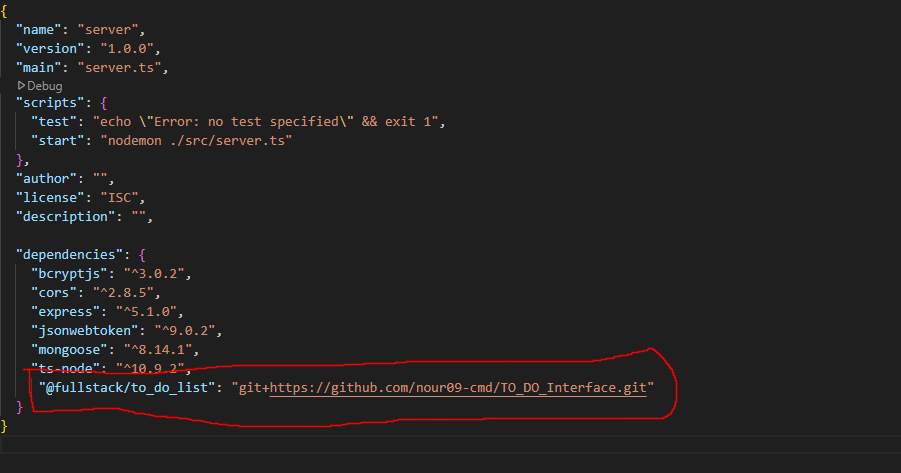 {
"name": "server",
"version": "1.0.0",
"main": "server.ts",
Debug
"scripts": {
"test": "echo \"Error: no test specified\" && exit 1",
"start": "nodemon ./src/server.ts"
},
"author": "",
"license": "ISC",
"description": "",
"dependencies": {
"bcryptjs": "^3.0.2",
"cors": "^2.8.5",
"express": "^5.1.0",
"jsonwebtoken": "^9.0.2",
"mongoose": "^8.14.1",
"ts-node": "^10.9.2",
"@fullstack/to_do_list": "git+https://github.com/nour09-cmd/TO_DO_Interface.git"
}
}